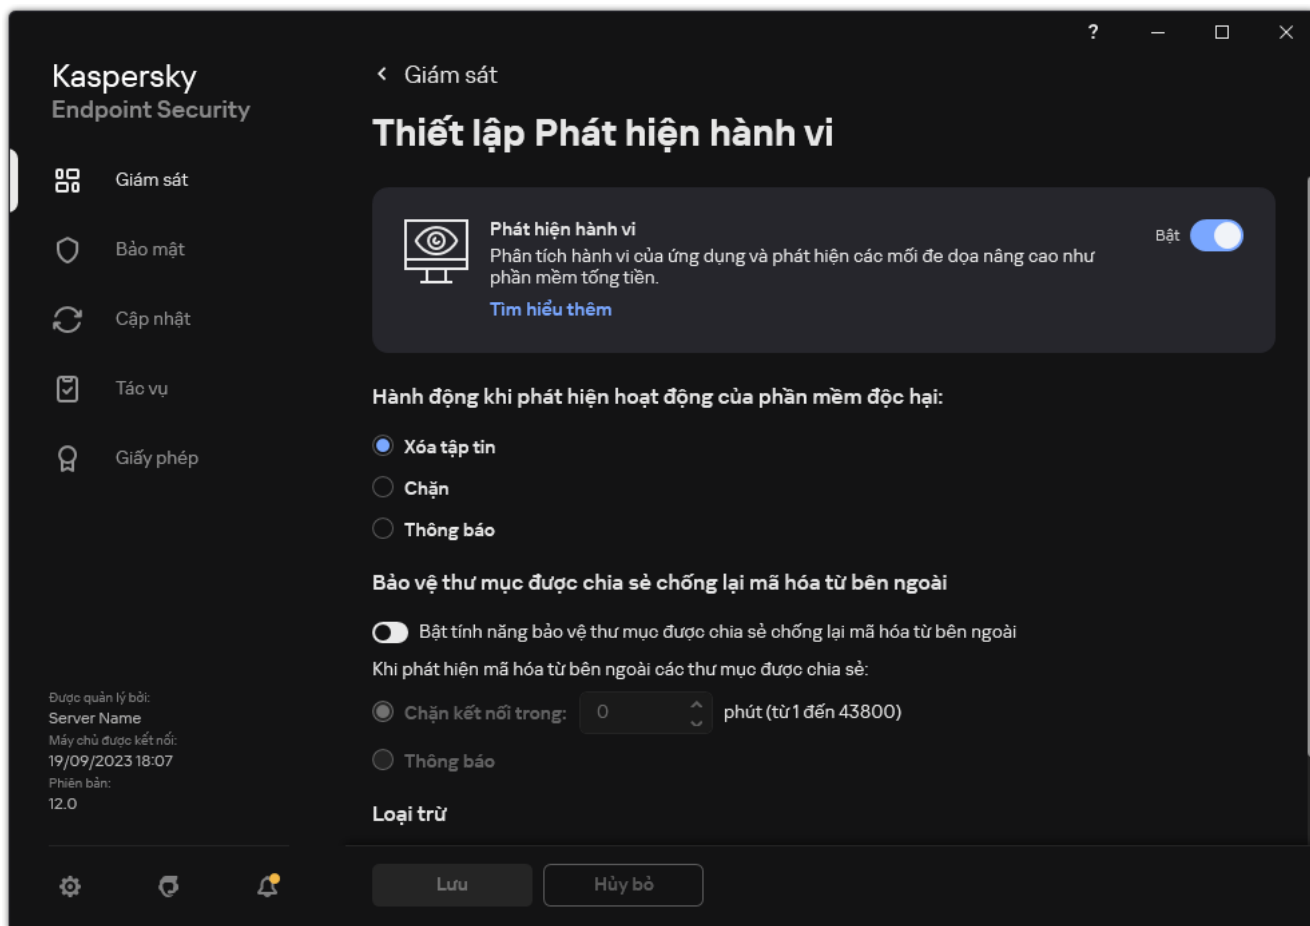 ?
Kaspersky
Endpoint Security
Giám sát
Bảo mật
Cập nhật
Tác vụ
Giấy phép
Được quản lý bởi:
Server Name
Máy chủ được kết nối:
19/09/2023 18:07
Phiên bản:
12.0
Giám sát
Thiết lập Phát hiện hành vi
Phát hiện hành vi
Phân tích hành vi của ứng dụng và phát hiện các mối đe dọa nâng cao như
phần mềm tống tiền.
Tìm hiểu thêm
Bật
Hành động khi phát hiện hoạt động của phần mềm độc hại:
Xóa tập tin
Chặn
Thông báo
Bảo vệ thư mục được chia sẻ chống lại mã hóa từ bên ngoài
Bật tính năng bảo vệ thư mục được chia sẻ chống lại mã hóa từ bên ngoài
Khi phát hiện mã hóa từ bên ngoài các thư mục được chia sẻ:
Chặn kết nối trong: 0 phút (từ 1 đến 43800)
Thông báo
Loại trừ
Lưu
Hủy bỏ